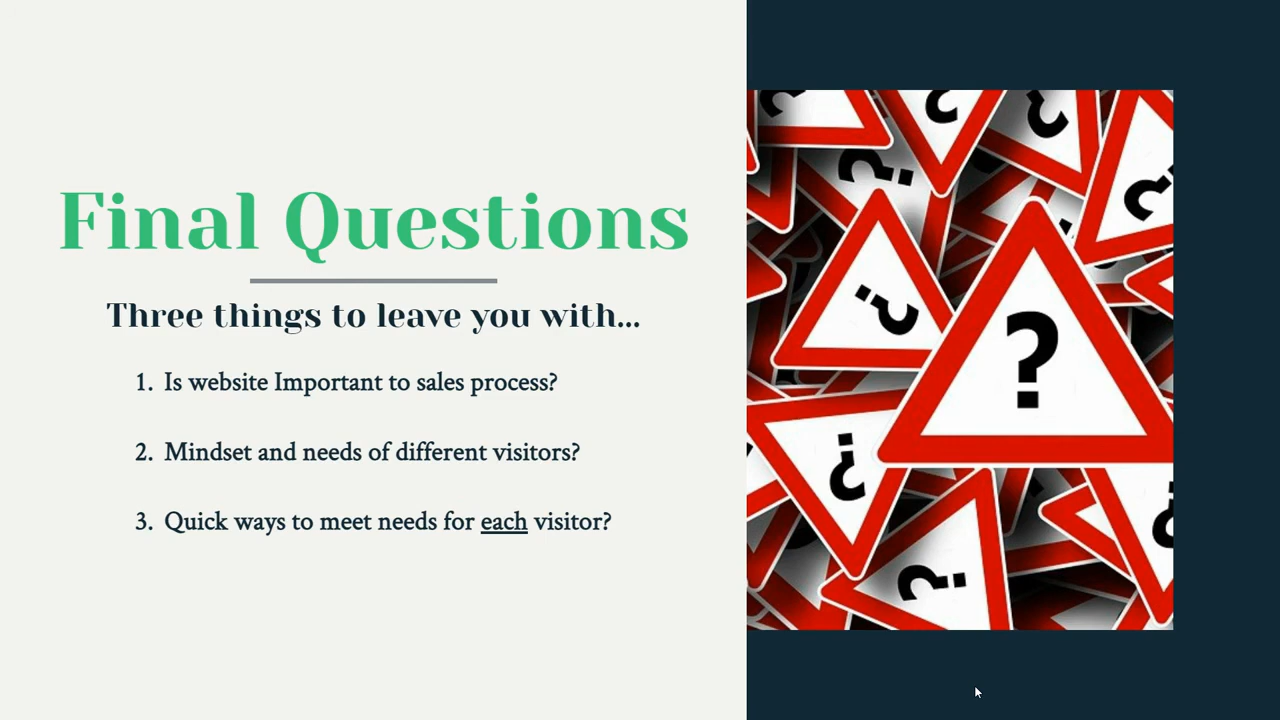 Final Questions
Three things to leave you with...
1. Is website Important to sales process?
2. Mindset and needs of different visitors?
3. Quick ways to meet needs for each visitor?
?
?
?
?
?
?
?
?
?
?